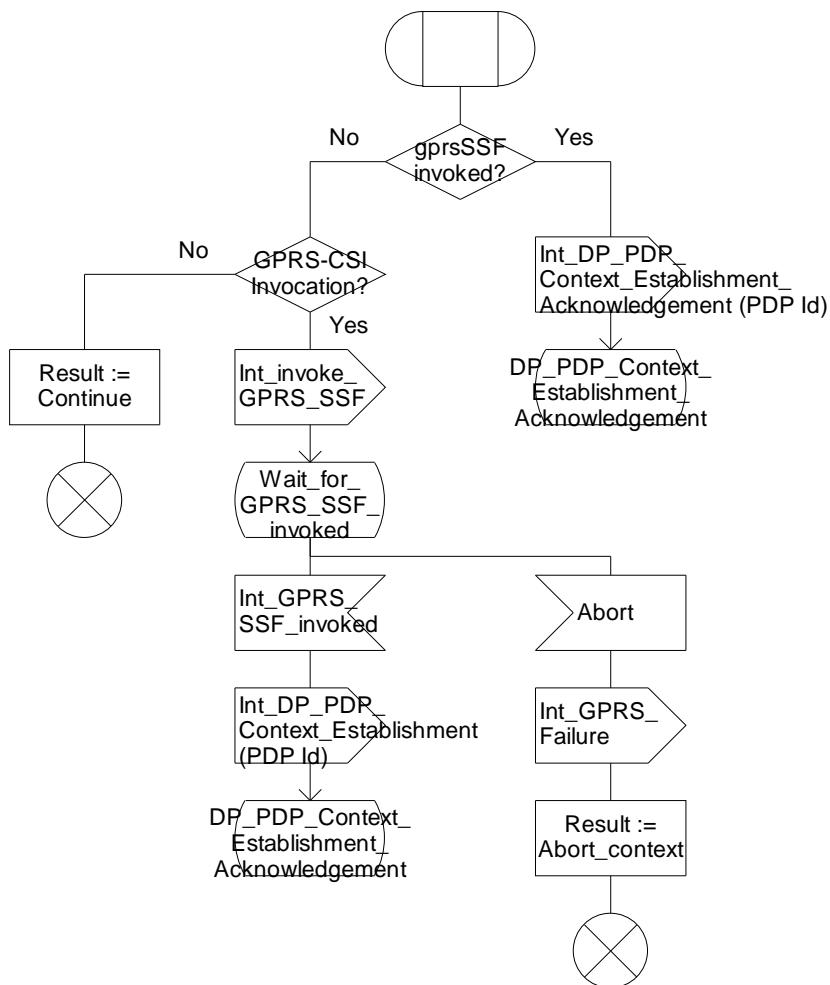 No
gprsSSF
invoked?
Yes
No
GPRS-CSI
Invocation?
Yes
Int_DP_PDP_
Context_Establishment_
Acknowledgement (PDP Id)
Result :=
Continue
Int_invoke_
GPRS_SSF
DP_PDP_Context_
Establishment_
Acknowledgement
Wait_for_
GPRS_SSF_
invoked
Int_GPRS_
SSF_invoked
Abort
Int_DP_PDP_
Context_Establishment
(PDP Id)
Int_GPRS_
Failure
DP_PDP_Context_
Establishment_
Acknowledgement
Result :=
Abort_context